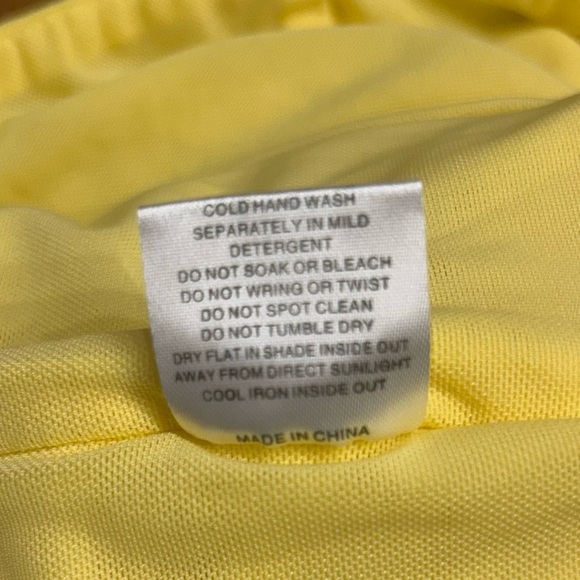 COLD HAND WASH
SEPARATELY IN MILD
DETERGENT
DO NOT SOAK OR BLEACH
DO NOT WRING OR TWIST
DO NOT SPOT CLEAN
DO NOT TUMBLE DRY
DRY FLAT IN SHADE INSIDE OUT
AWAY FROM DIRECT SUNLIGHT
COOL IRON INSIDE OUT
MADE IN CHINA